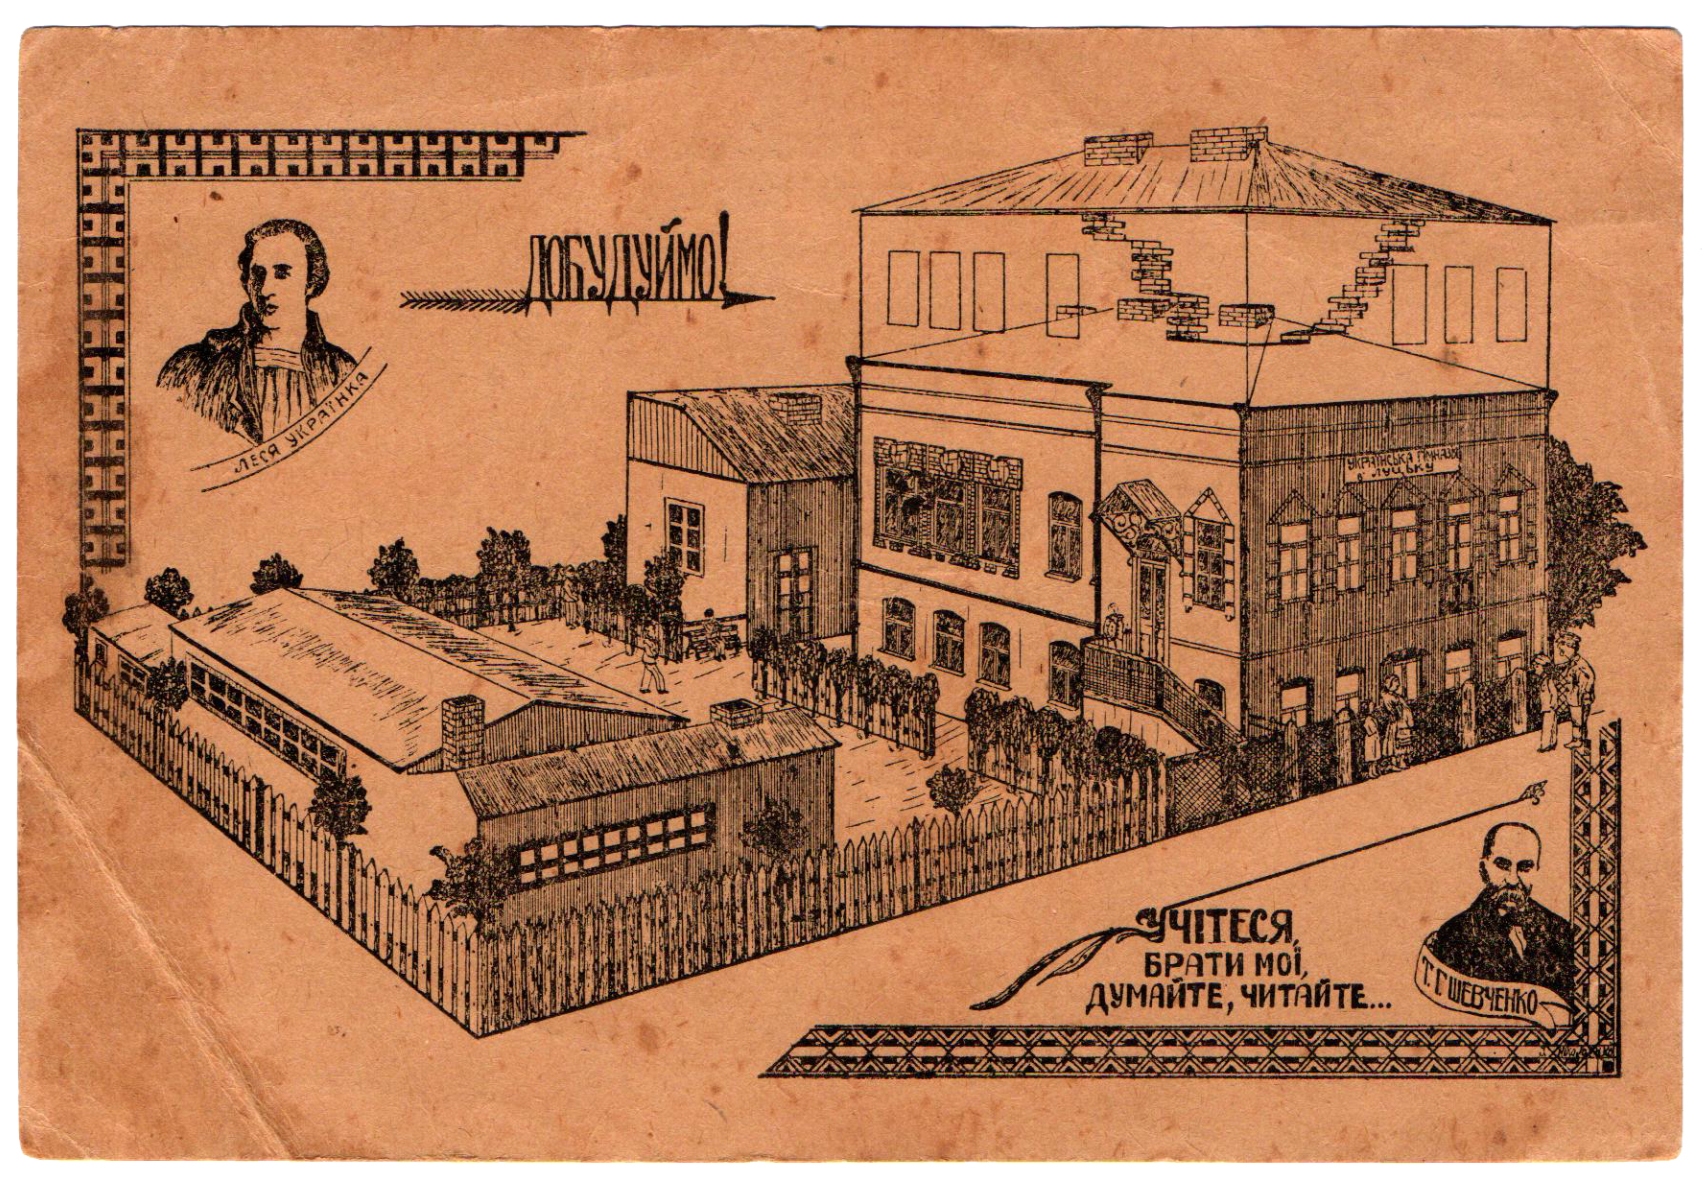 ДОБУДУЙМО!
ЛЕСЯ УКРАЇНКА
УКРАЇНСЬКА ГІМНАЗІЯ
в ЛУЦЬКУ
УЧІТЕСЯ,
БРАТИ МОЇ,
ДУМАЙТЕ, ЧИТАЙТЕ...
Т. Г. ШЕВЧЕНКО